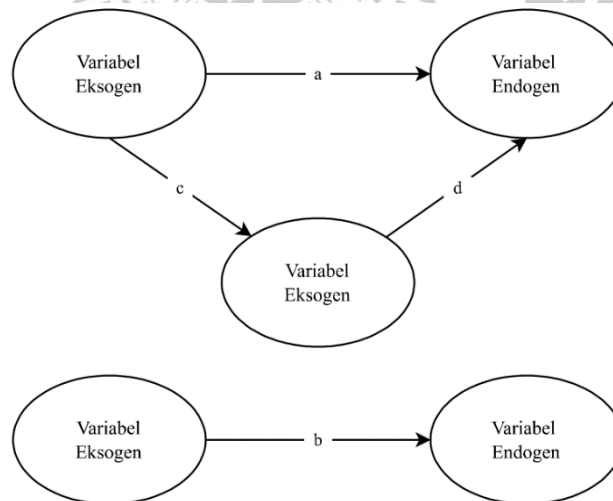 Variabel
Eksogen
a
Variabel
Endogen
c
d
Variabel
Eksogen
Variabel
Eksogen
b
Variabel
Endogen